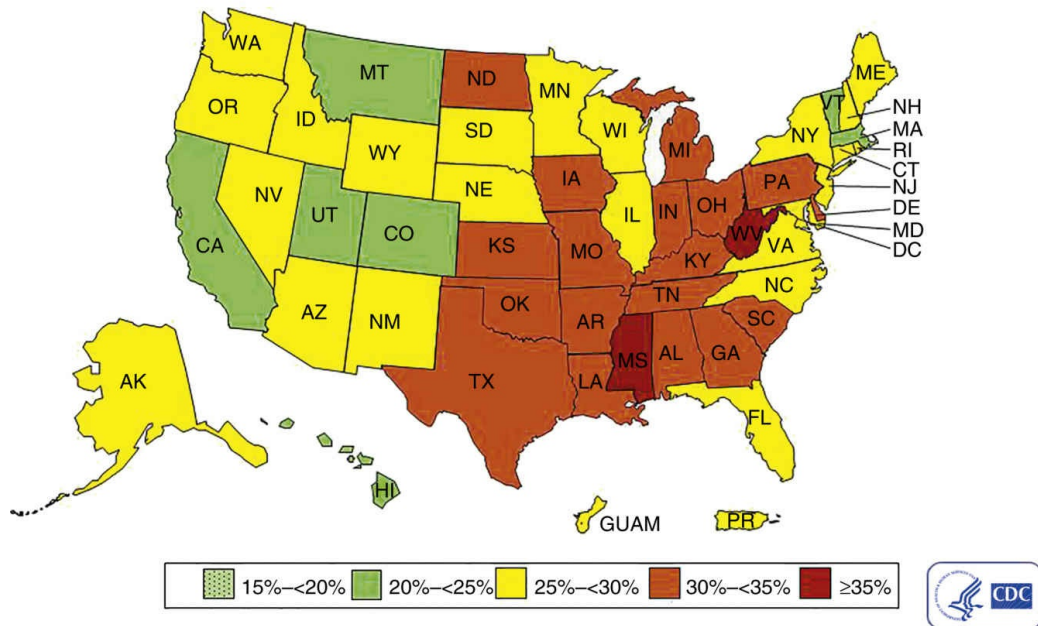 WA
MT
ND
MN
ME
OR
ID
SD
WI
VT
NH
NY
MA
WY
MI
RI
CT
NV
NE
IA
PA
NJ
UT
IL
IN
OH
DE
CA
CO
WV
MD
KS
MO
VA
DC
KY
NC
AZ
NM
OK
TN
AR
SC
AK
TX
LA
MS
AL
GA
FL
HI
GUAM
PR
15%–<20% 20%–<25% 25%–<30% 30%–<35% ≥35%
CDC